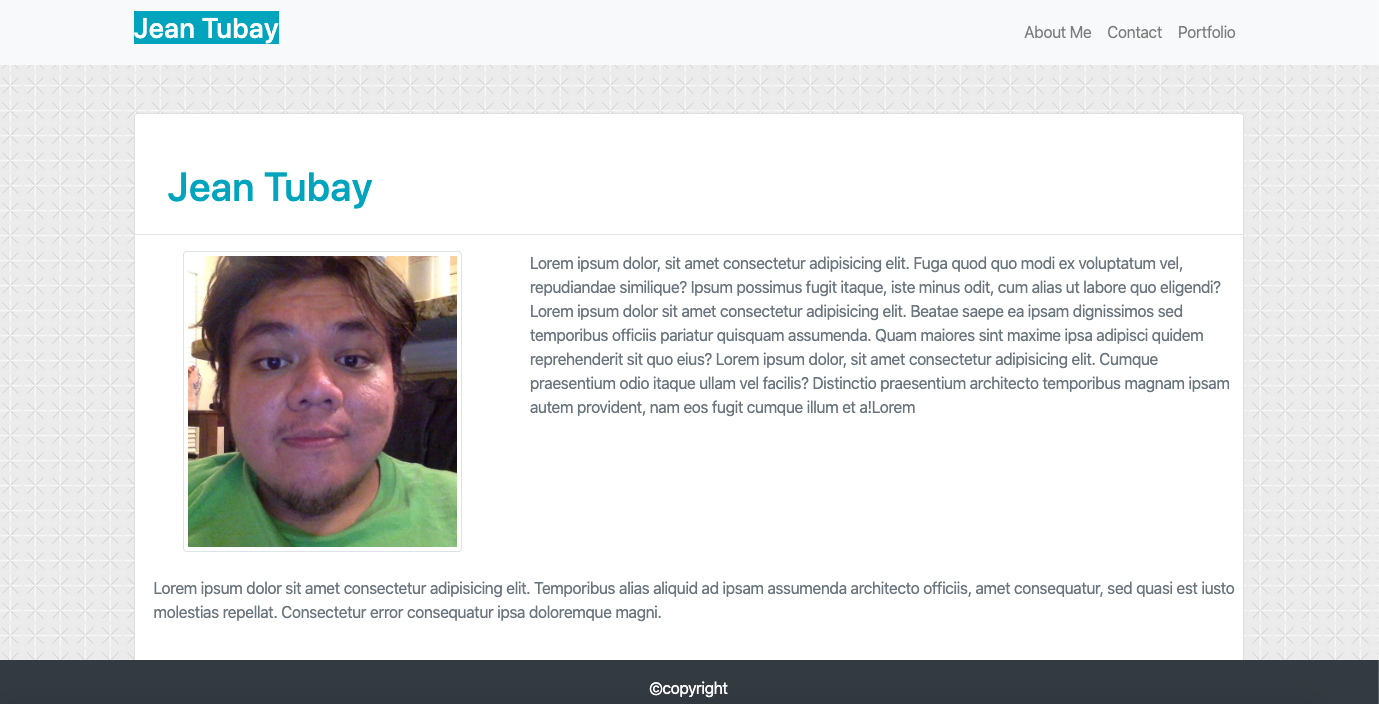 Jean Tubay
About Me Contact Portfolio
Jean Tubay
Lorem ipsum dolor, sit amet consectetur adipisicing elit. Fuga quod quo modi ex voluptatum vel,
repudiandae similique? Ipsum possimus fugit itaque, iste minus odit, cum alias ut labore quo eligendi?
Lorem ipsum dolor sit amet consectetur adipisicing elit. Beatae saepe ea ipsam dignissimos sed
temporibus officiis pariatur quisquam assumenda. Quam maiores sint maxime ipsa adipisci quidem
reprehenderit sit quo eius? Lorem ipsum dolor, sit amet consectetur adipisicing elit. Cumque
praesentium odio itaque ullam vel facilis? Distinctio praesentium architecto temporibus magnam ipsam
autem provident, nam eos fugit cumque illum et a!Lorem
Lorem ipsum dolor sit amet consectetur adipisicing elit. Temporibus alias aliquid ad ipsam assumenda architecto officiis, amet consequatur, sed quasi est iusto
molestias repellat. Consectetur error consequatur ipsa doloremque magni.
©copyright